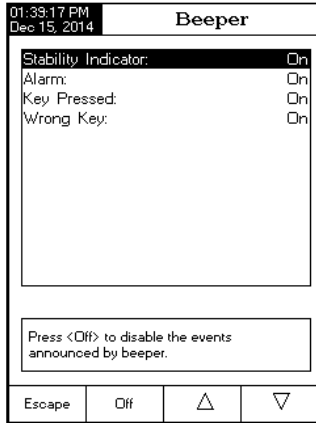 01:39:17 PM
Dec 15, 2014
Beeper
Stability Indicator: On
Alarm: On
Key Pressed: On
Wrong Key: On
Press <Off> to disable the events
announced by beeper.
Escape Off